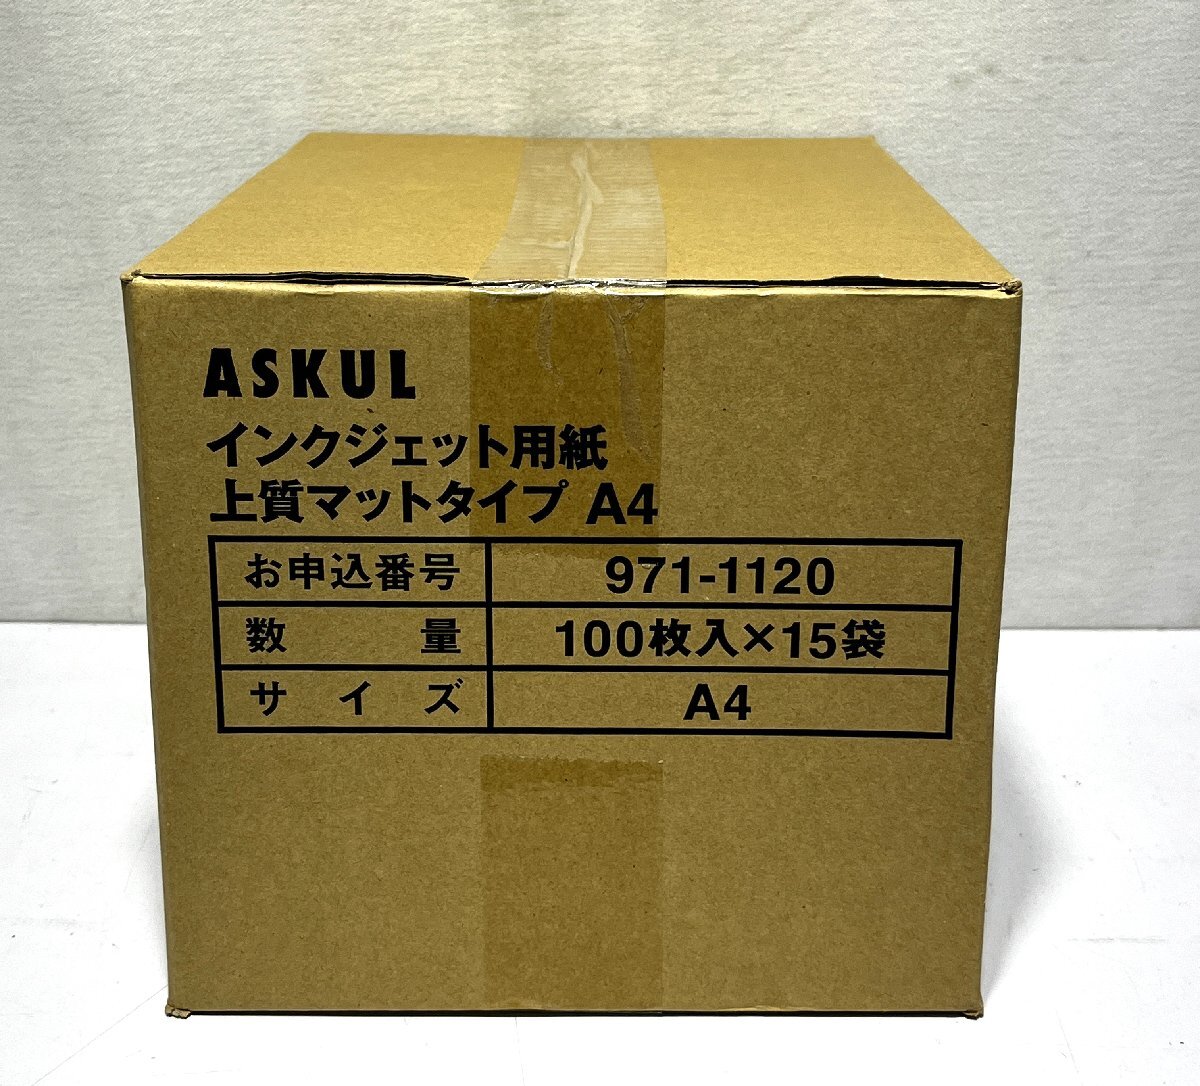 ASKUL
インクジェット用紙
上質マットタイプ A4
お申込番号 971-1120
数量 100枚入×15袋
サイズ A4